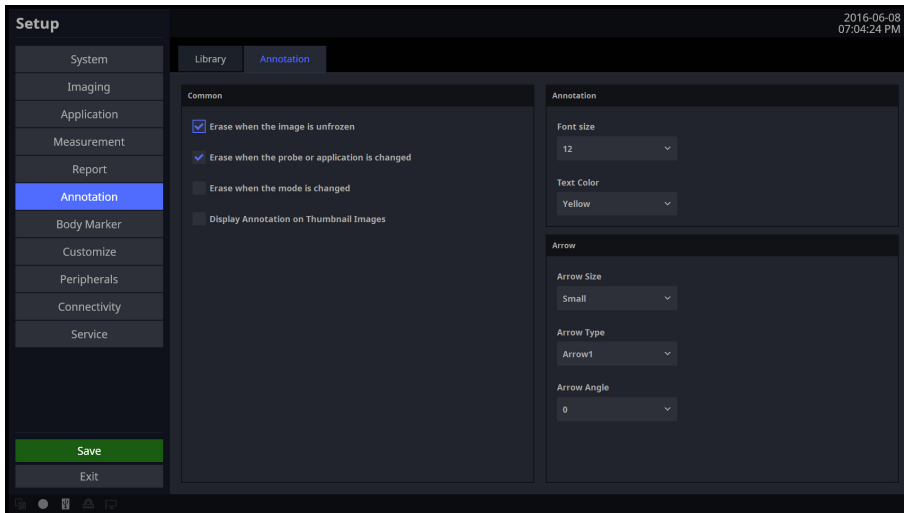 Setup
2016-06-08
07:04:24 PM
System
Imaging
Application
Measurement
Report
Annotation
Body Marker
Customize
Peripherals
Connectivity
Service
Save
Exit
Library
Annotation
Common
Erase when the image is unfrozen
Erase when the probe or application is changed
Erase when the mode is changed
Display Annotation on Thumbnail Images
Annotation
Font size
12
Text Color
Yellow
Arrow
Arrow Size
Small
Arrow Type
Arrow1
Arrow Angle
0